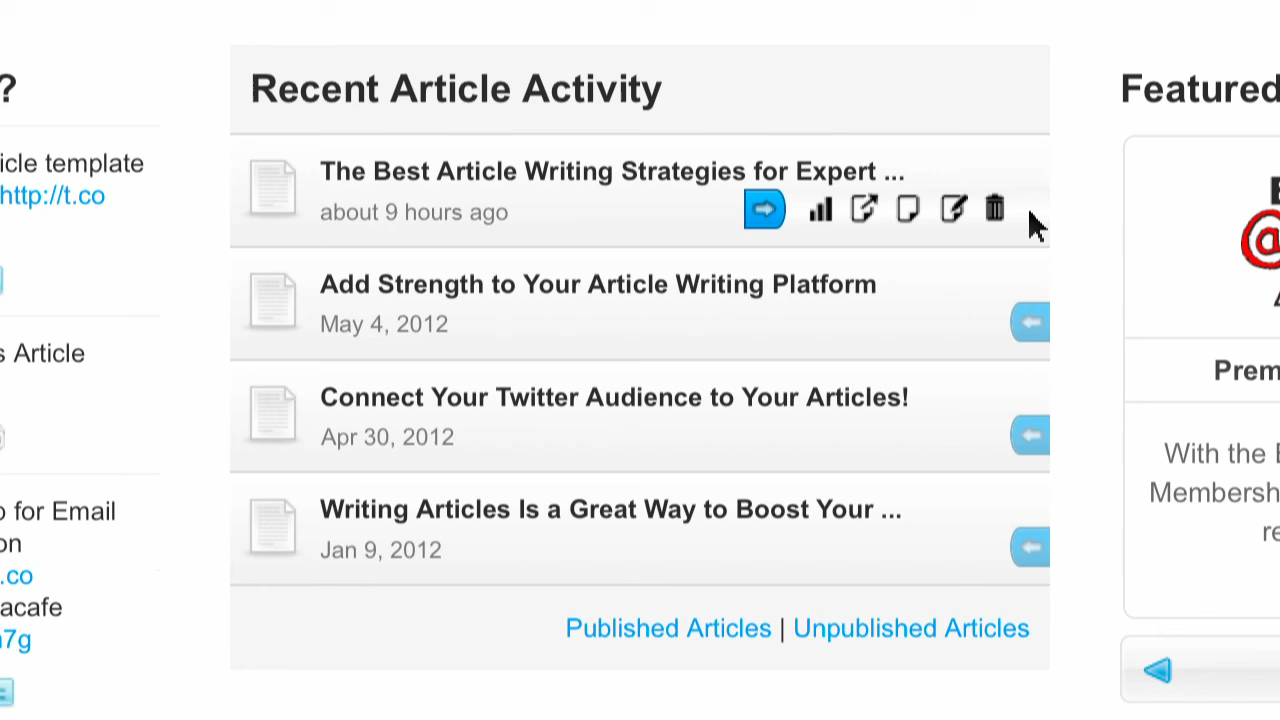 ?
icle template
http://t.co
s Article
o for Email
on
.co
acafe
n7g
Recent Article Activity
The Best Article Writing Strategies for Expert ...
about 9 hours ago
Add Strength to Your Article Writing Platform
May 4, 2012
Connect Your Twitter Audience to Your Articles!
Apr 30, 2012
Writing Articles Is a Great Way to Boost Your ...
Jan 9, 2012
Published Articles | Unpublished Articles
Featured
E
@
Prem
With the E
Membersh
re